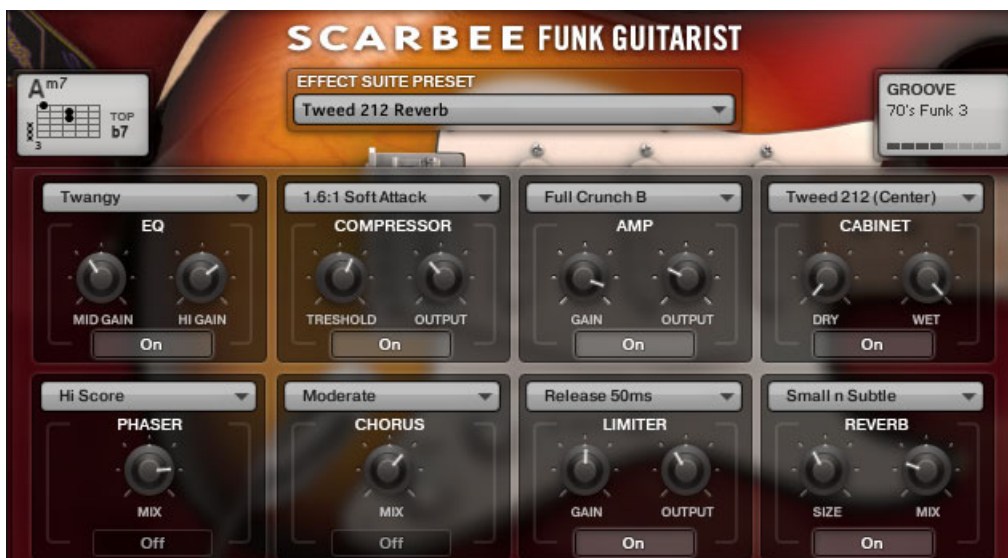 SCARBEE FUNK GUITARIST
Am7
TOP
b7
3
EFFECT SUITE PRESET
Tweed 212 Reverb
GROOVE
70's Funk 3
Twangy
EQ
MID GAIN HI GAIN
On
1.6:1 Soft Attack
COMPRESSOR
TRESHOLD OUTPUT
On
Full Crunch B
AMP
GAIN OUTPUT
On
Tweed 212 (Center)
CABINET
DRY WET
On
Hi Score
PHASER
MIX
Off
Moderate
CHORUS
MIX
Off
Release 50ms
LIMITER
GAIN OUTPUT
On
Small n Subtle
REVERB
SIZE MIX
On